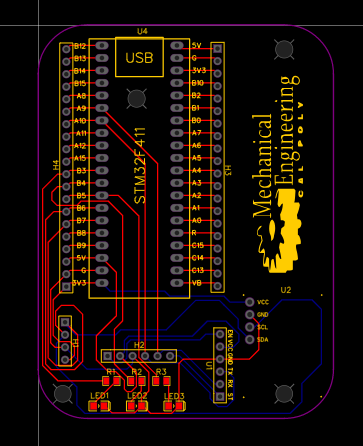 U4
USB
STM32F411
B12
B13
B14
B15
A8
A9
A10
A11
A12
A15
B3
B4
B5
B6
B7
B8
B9
5V
G
3V3
5V
G
3V3
B10
B2
B1
B0
A7
A6
A5
A4
A3
A2
A1
A0
R
C15
C14
C13
VB
H4
H3
Mechanical
Engineering
CAL POLY
U2
VCC
GND
SCL
SDA
H1
H2
R1
R2
R3
LED1
LED2
LED3
U1
EN
VCC
GND
TX
RX
ST